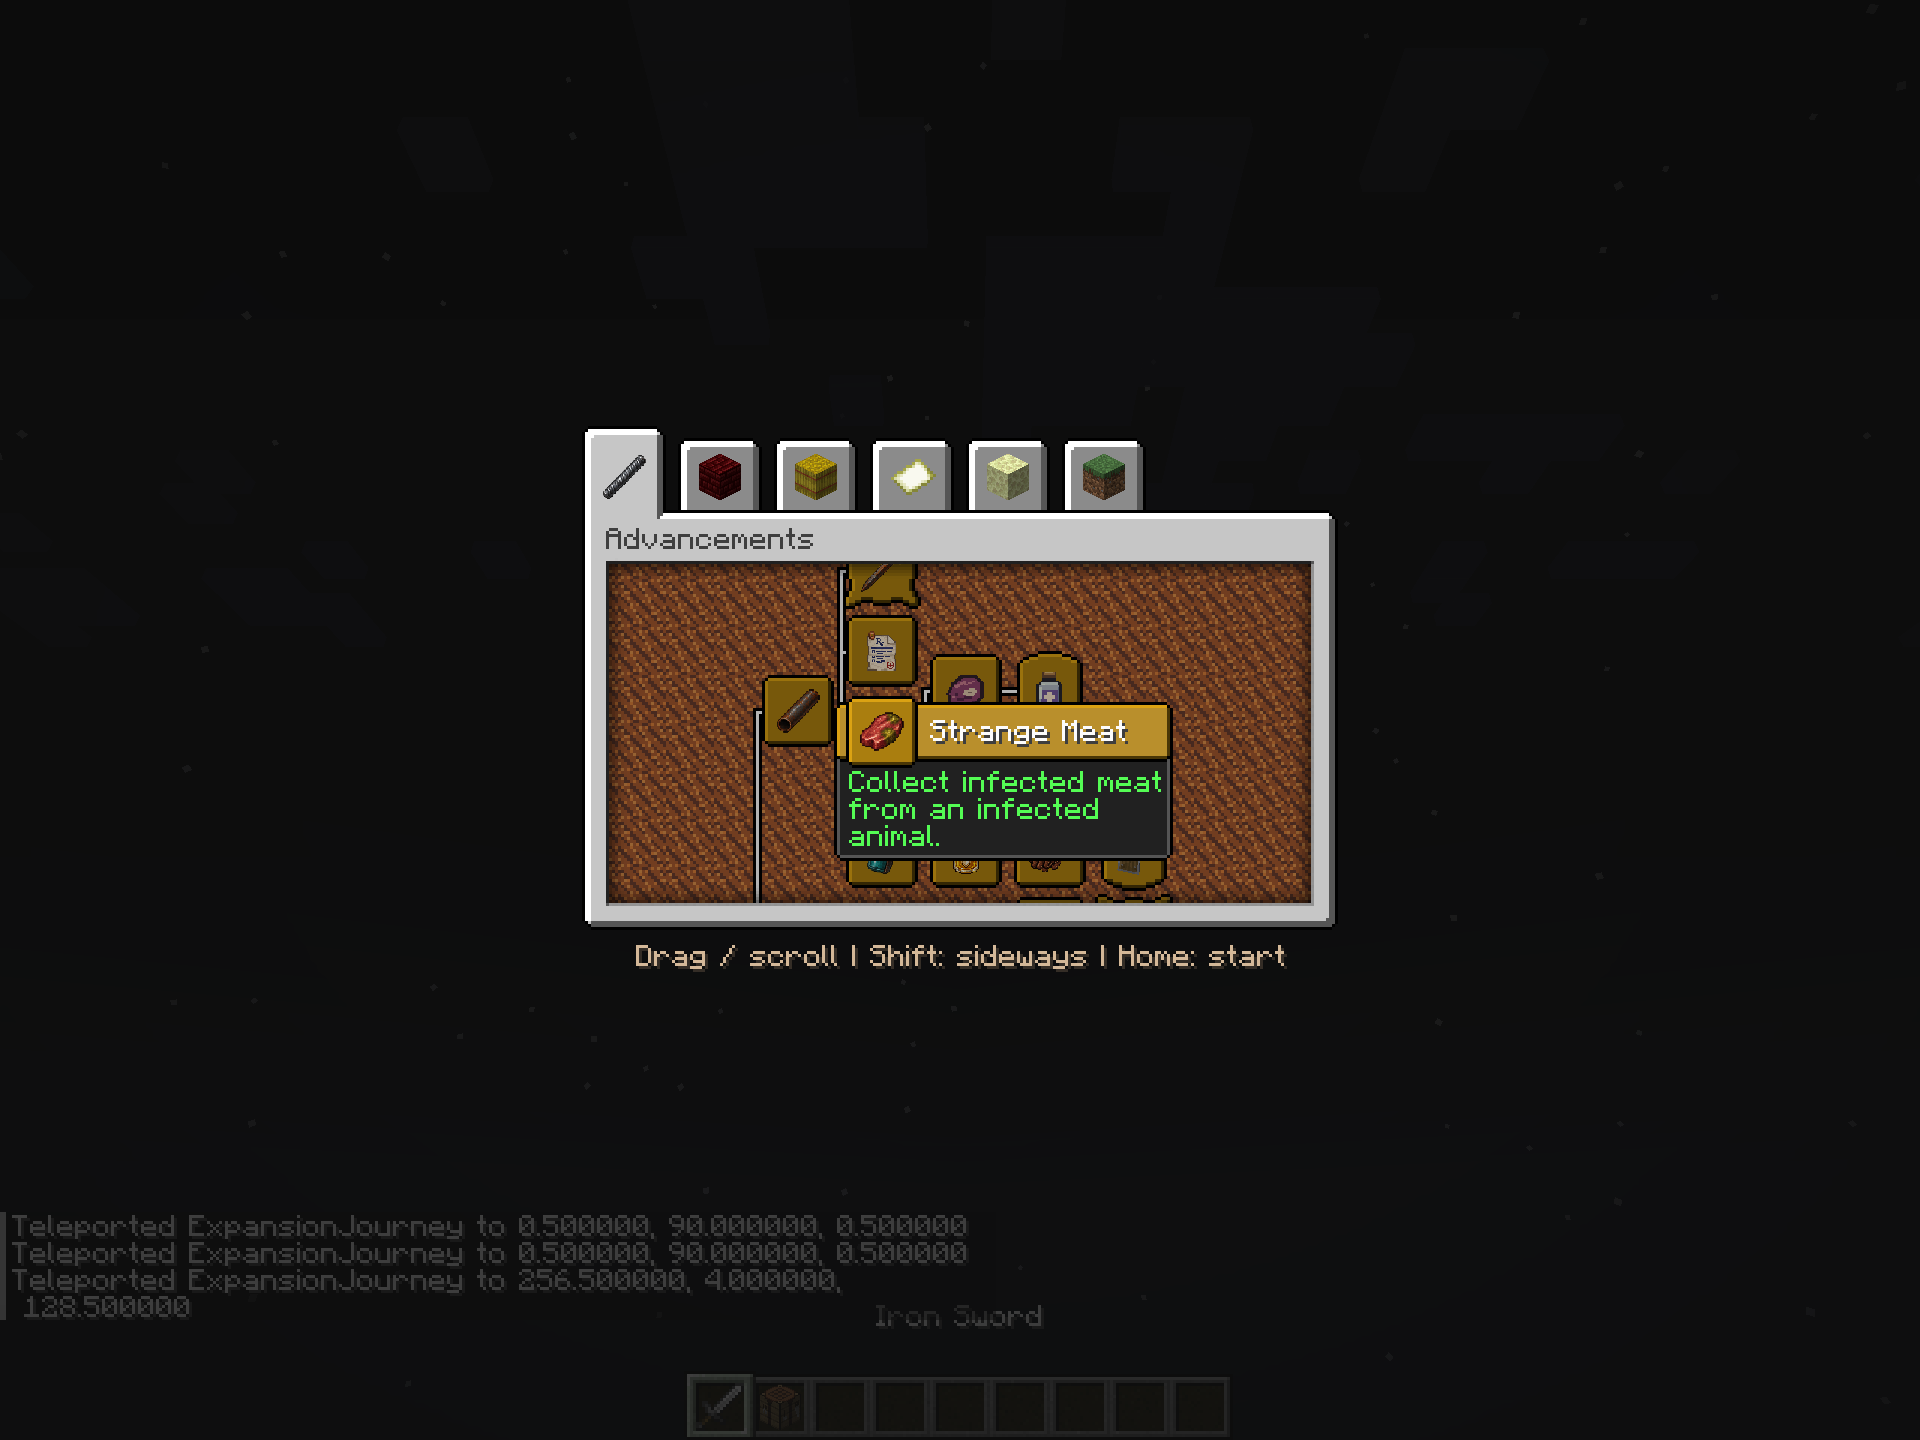 Advancements
Strange Meat
Collect infected meat
from an infected
animal.
Drag / scroll | Shift: sideways | Home: start
Teleported ExpansionJourney to 0.500000, 90.000000, 0.500000
Teleported ExpansionJourney to 0.500000, 90.000000, 0.500000
Teleported ExpansionJourney to 256.500000, 4.000000,
128.500000
Iron Sword